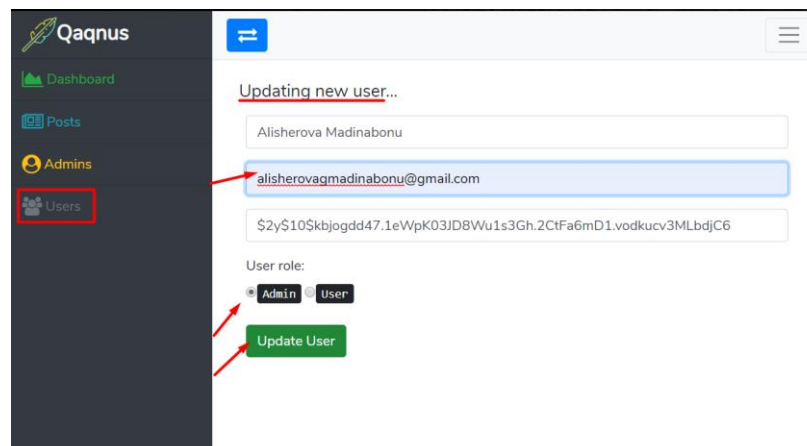 Qaqnus
Dashboard
Posts
Admins
Users
Updating new user...
Alisherova Madinabonu
alisherovagmadinabonu@gmail.com
$2y$10$kbjogdd47.1eWpK03JD8Wu1s3Gh.2CtFa6mD1.vodkucv3MLbdjC6
User role:
Admin User
Update User